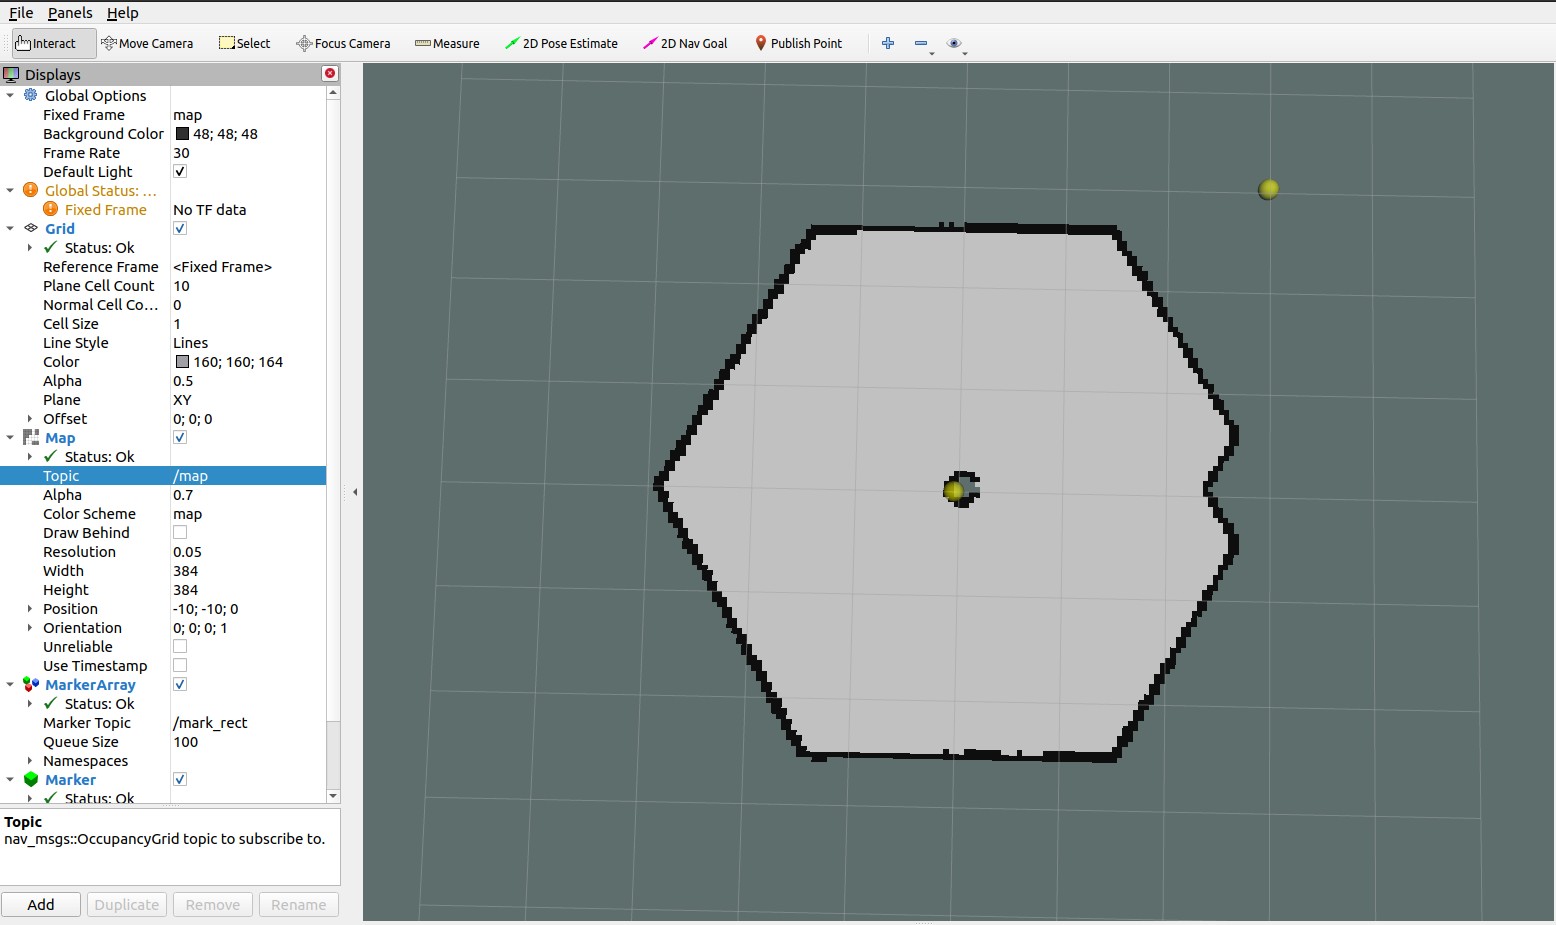 File Panels Help
Interact Move Camera Select Focus Camera Measure 2D Pose Estimate 2D Nav Goal Publish Point
Displays
Global Options
Fixed Frame map
Background Color 48; 48; 48
Frame Rate 30
Default Light
Global Status: ...
Fixed Frame No TF data
Grid
Status: Ok
Reference Frame <Fixed Frame>
Plane Cell Count 10
Normal Cell Co... 0
Cell Size 1
Line Style Lines
Color 160; 160; 164
Alpha 0.5
Plane XY
Offset 0; 0; 0
Map
Status: Ok
Topic /map
Alpha 0.7
Color Scheme map
Draw Behind
Resolution 0.05
Width 384
Height 384
Position -10; -10; 0
Orientation 0; 0; 0; 1
Unreliable
Use Timestamp
MarkerArray
Status: Ok
Marker Topic /mark_rect
Queue Size 100
Namespaces
Marker
Status: Ok
Topic
nav_msgs::OccupancyGrid topic to subscribe to.
Add Duplicate Remove Rename